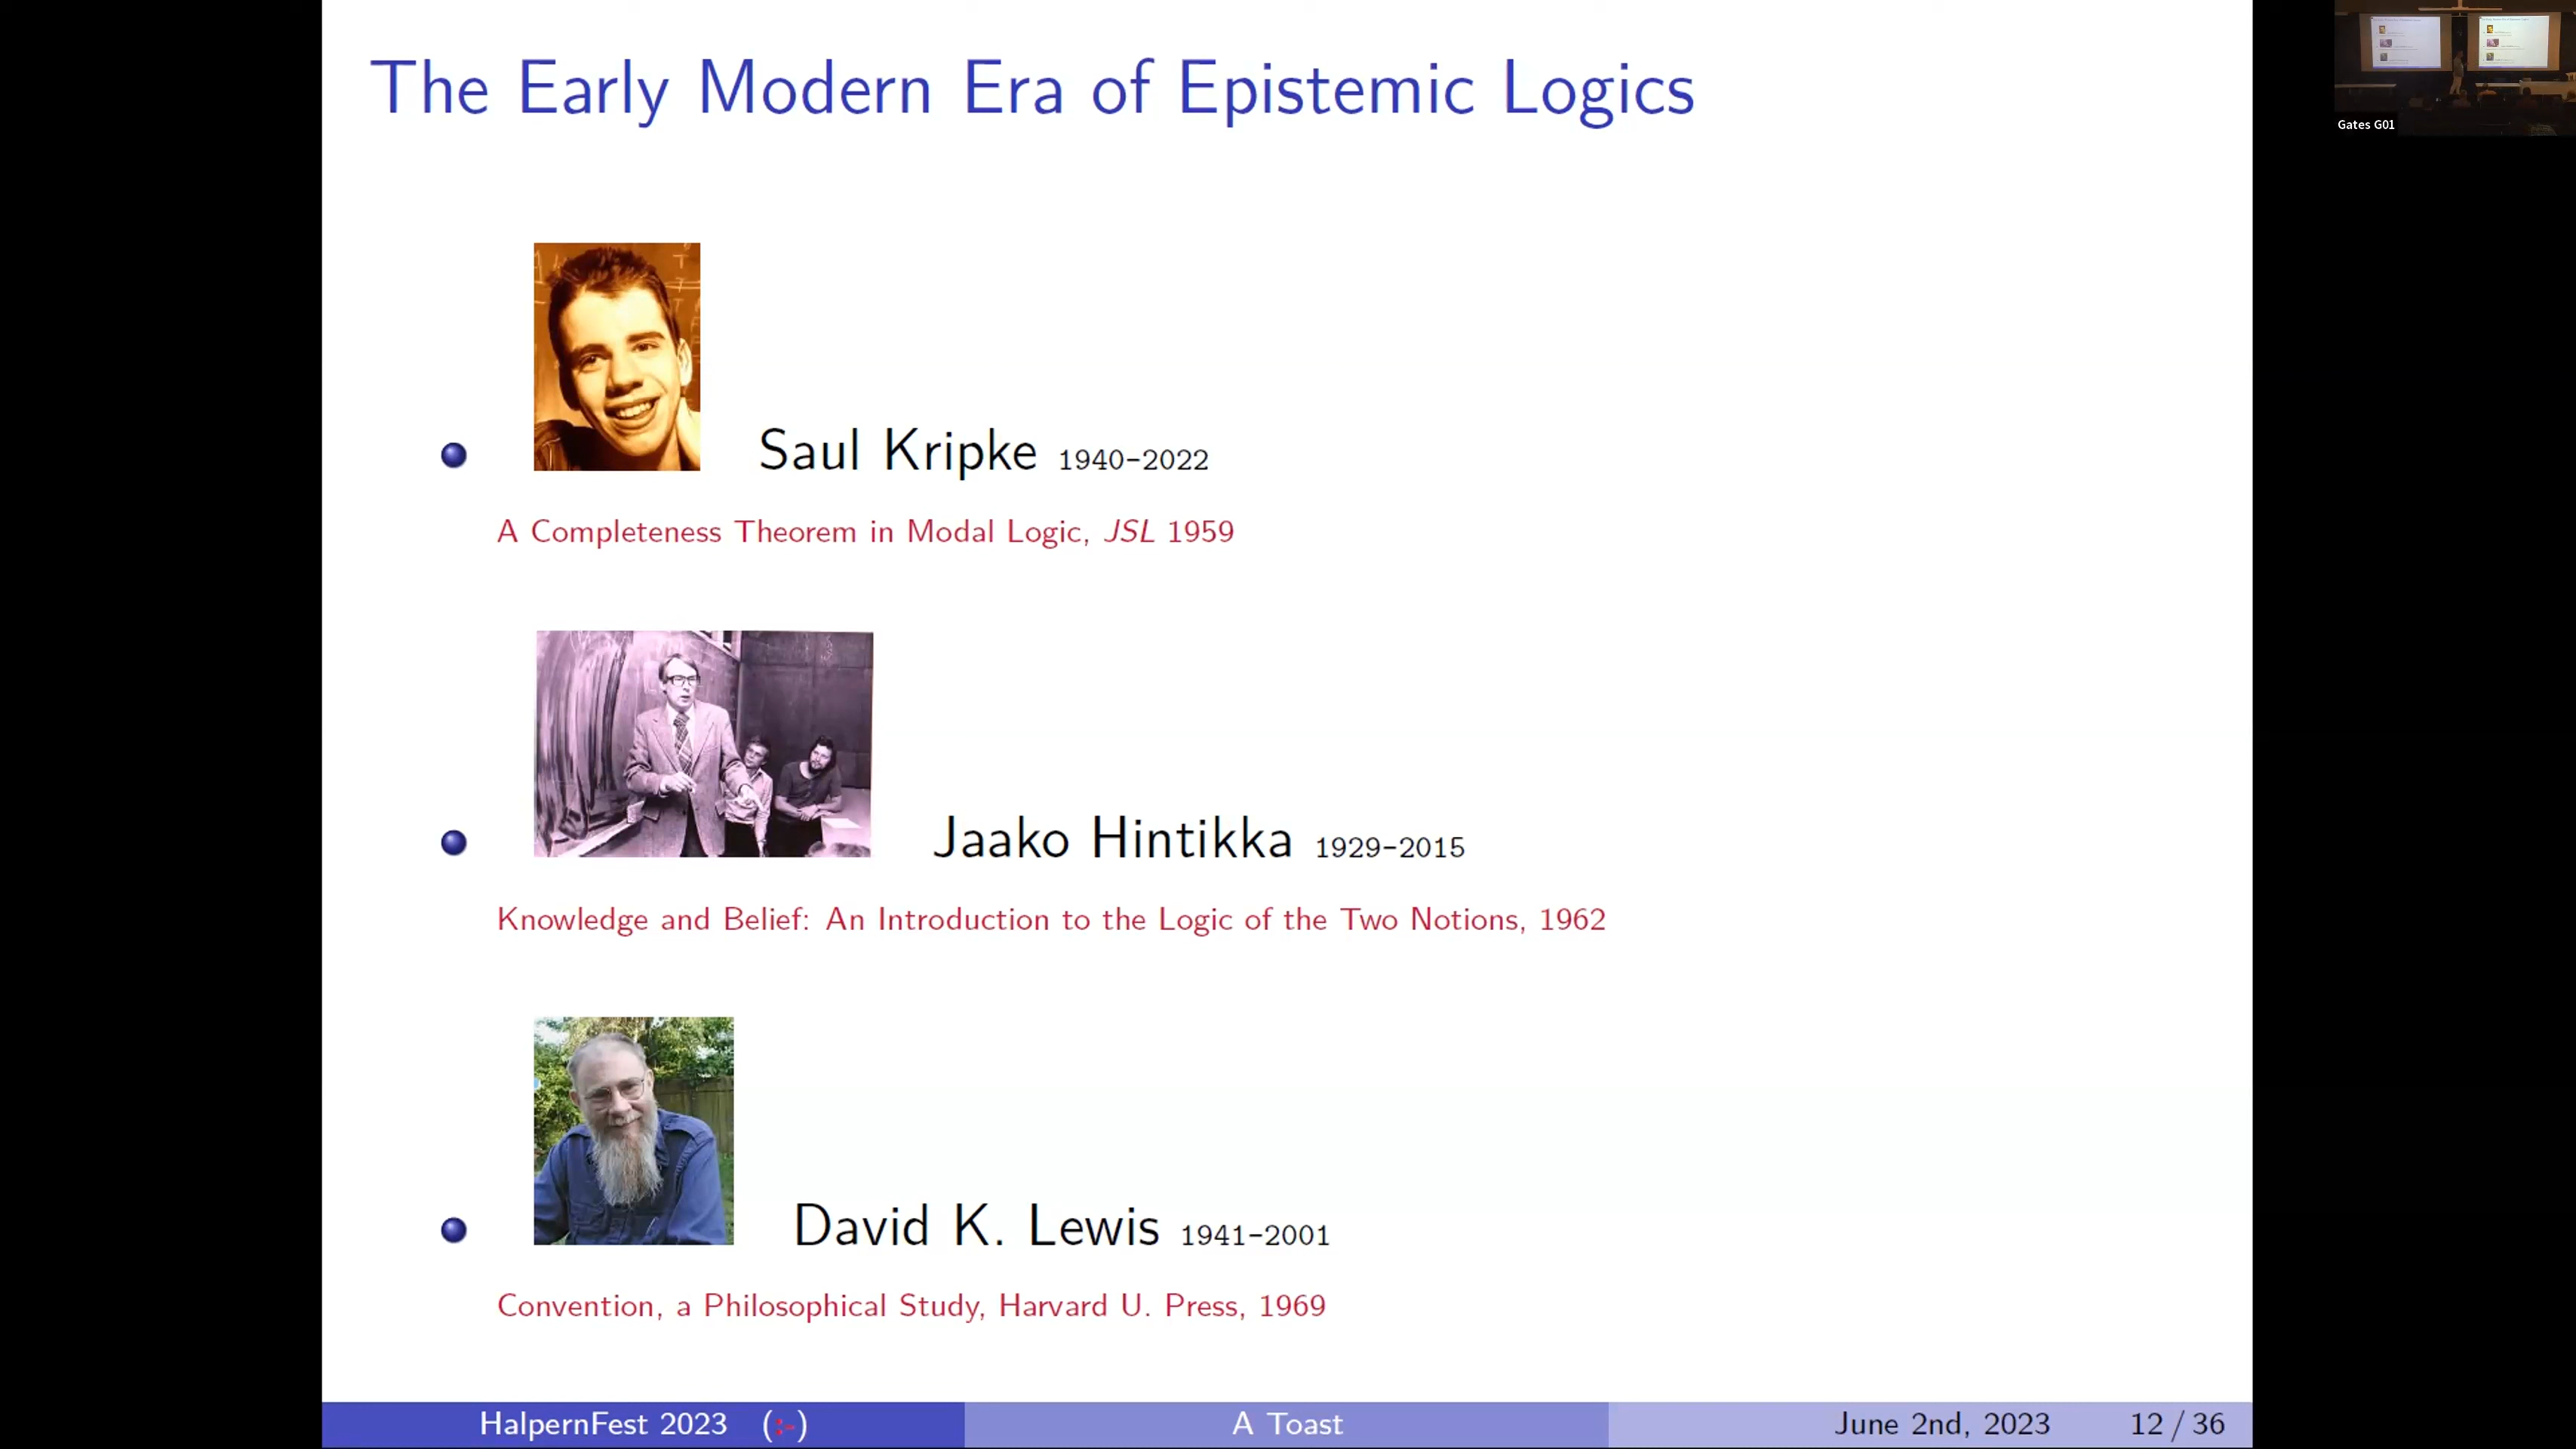 The Early Modern Era of Epistemic Logics
Gates G01
Saul Kripke 1940–2022
A Completeness Theorem in Modal Logic, JSL 1959
Jaako Hintikka 1929–2015
Knowledge and Belief: An Introduction to the Logic of the Two Notions, 1962
David K. Lewis 1941–2001
Convention, a Philosophical Study, Harvard U. Press, 1969
HalpernFest 2023 (:-) A Toast June 2nd, 2023 12 / 36